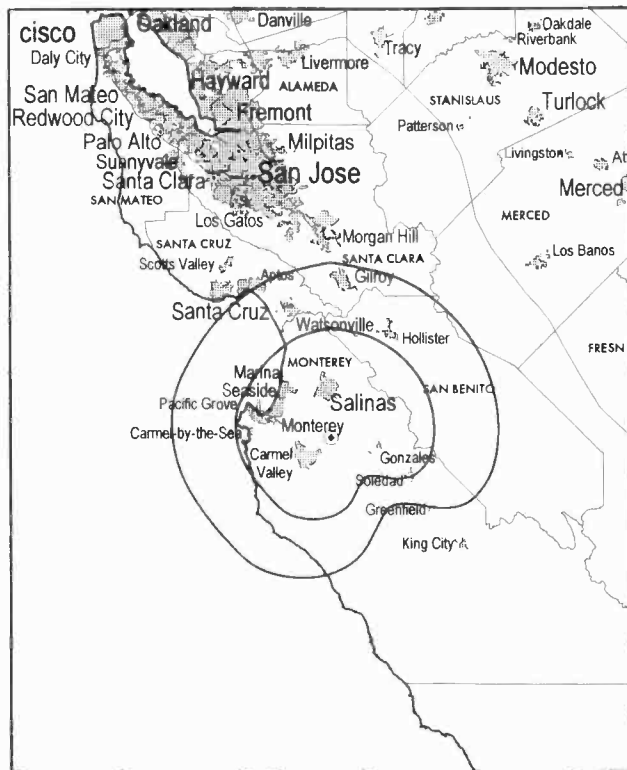 Oakland
Danville
Oakdale
Riverbank
cisco
Daly City
Tracy
Livermore
Modesto
Hayward
ALAMEDA
San Mateo
STANISLAUS
Redwood City
Fremont
Turlock
Patterson
Palo Alto
Milpitas
Sunnyvale
Livingston
At
San Jose
Santa Clara
Merced
SAN MATEO
Los Gatos
MERCED
Morgan Hill
SANTA CRUZ
Los Banos
SANTA CLARA
Scotts Valley
Aptos
Gilroy
Santa Cruz
Watsonville
Hollister
FRESN
MONTEREY
Marina
SAN BENITO
Seaside
Pacific Grove
Salinas
Monterey
Carmel-by-the-Sea
Carmel
Valley
Gonzales
Soledad
Greenfield
King City